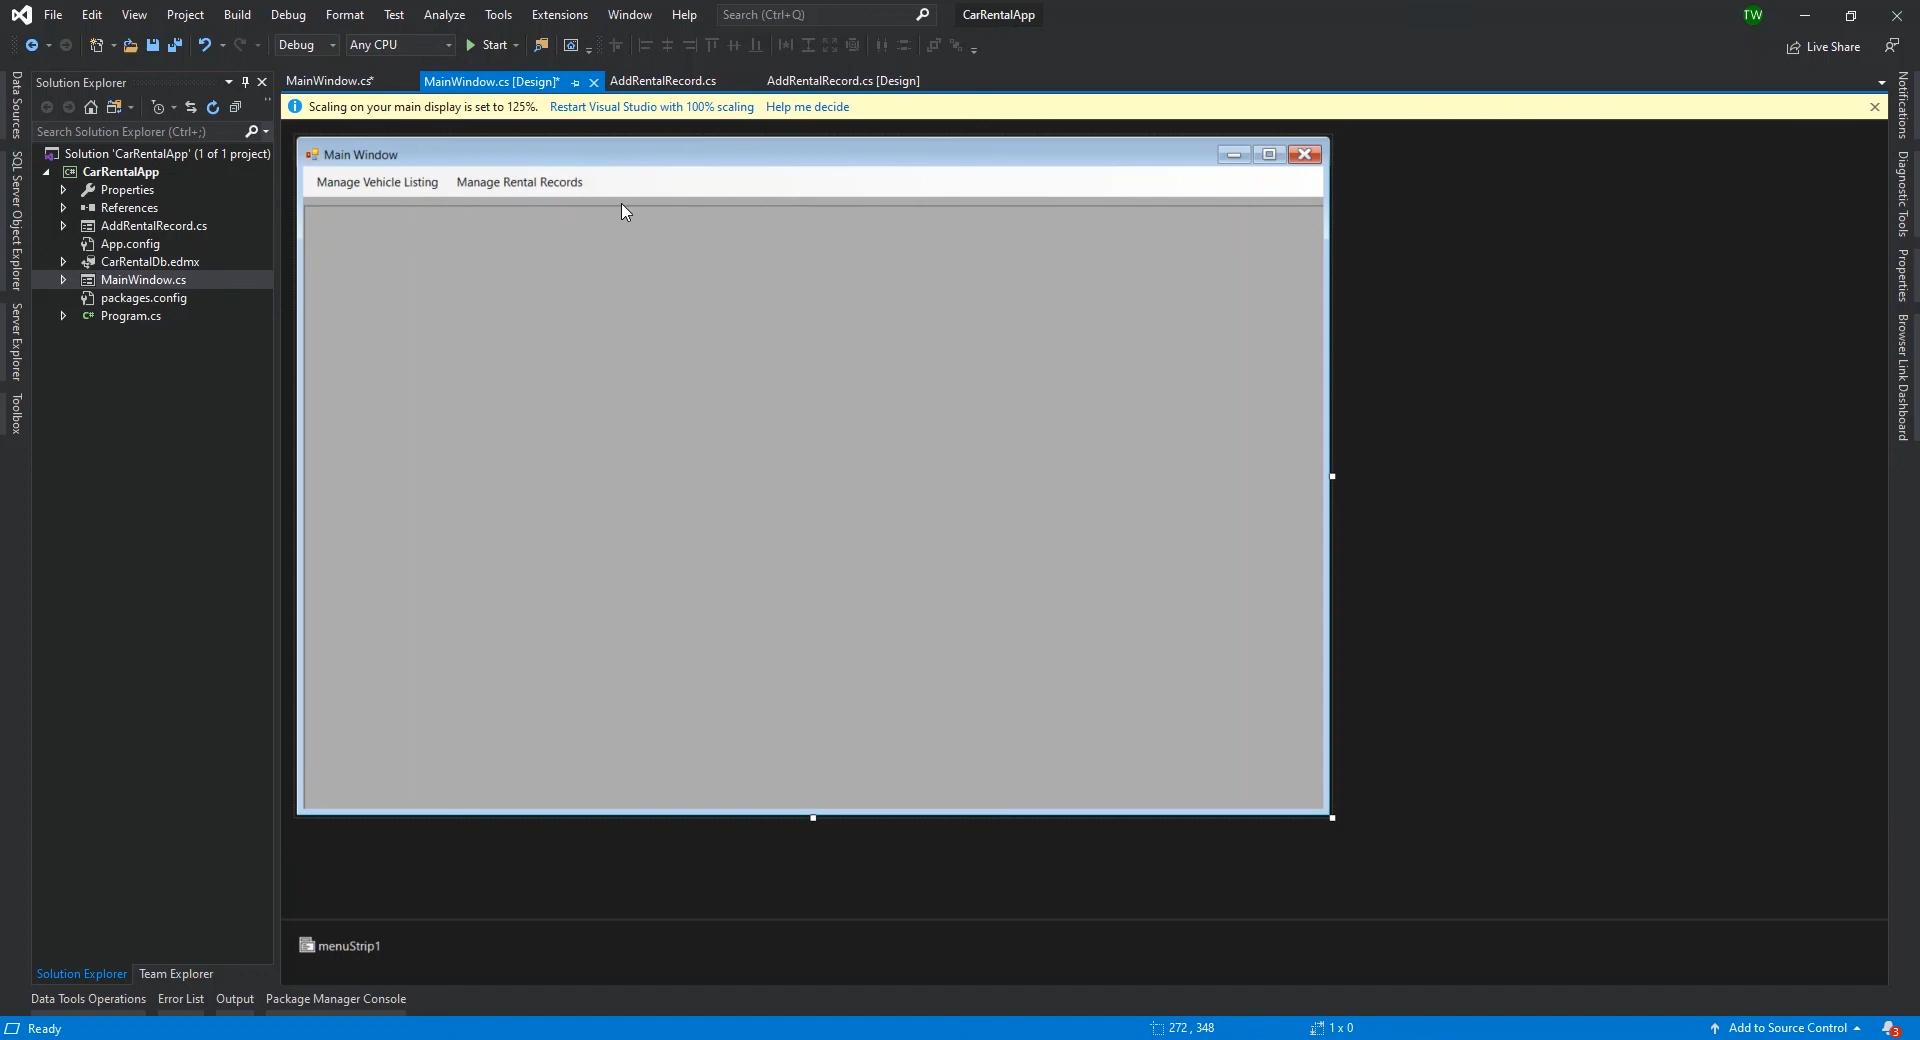 File Edit View Project Build Debug Format Test Analyze Tools Extensions Window Help Search (Ctrl+Q) CarRentalApp TW
Debug Any CPU Start Live Share
Solution Explorer
Search Solution Explorer (Ctrl+;)
Solution 'CarRentalApp' (1 of 1 project)
CarRentalApp
Properties
References
AddRentalRecord.cs
App.config
CarRentalDb.edmx
MainWindow.cs
packages.config
Program.cs
Solution Explorer Team Explorer
Data Sources
SQL Server Object Explorer
Server Explorer
Toolbox
MainWindow.cs* MainWindow.cs [Design]* AddRentalRecord.cs AddRentalRecord.cs [Design]
Scaling on your main display is set to 125%. Restart Visual Studio with 100% scaling Help me decide
Main Window
Manage Vehicle Listing Manage Rental Records
menuStrip1
Notifications
Diagnostic Tools
Properties
Browser Link Dashboard
Data Tools Operations Error List Output Package Manager Console
Ready 272 , 348 1 x 0 Add to Source Control 3